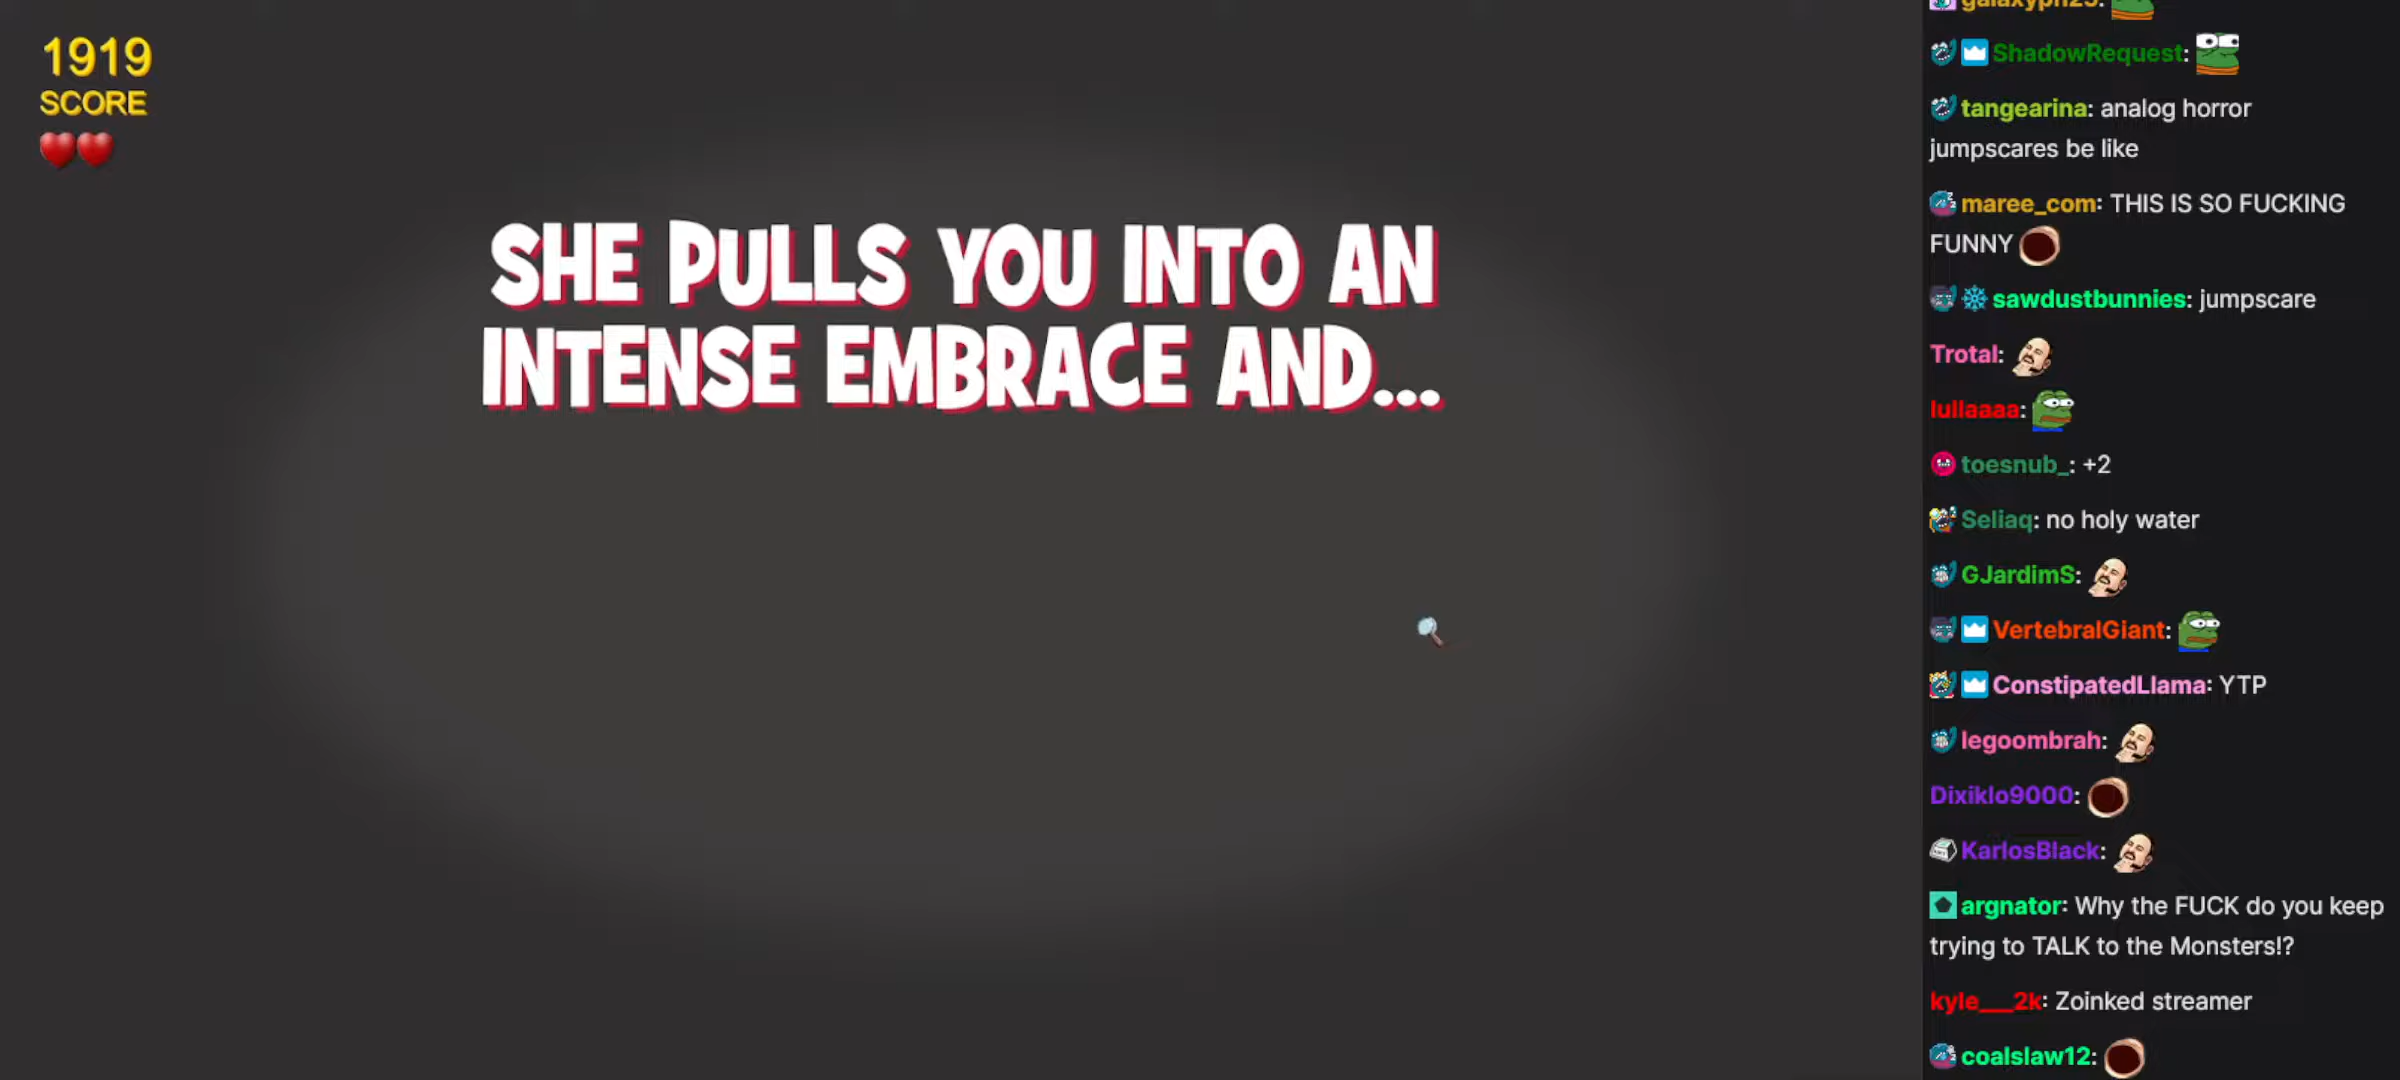 1919
SCORE
SHE PULLS YOU INTO AN
INTENSE EMBRACE AND...
galaxyph25:
ShadowRequest:
tangearina: analog horror
jumpscares be like
maree_com: THIS IS SO FUCKING
FUNNY
sawdustbunnies: jumpscare
Trotal:
lullaaaa:
toesnub_: +2
Seliaq: no holy water
GJardimS:
VertebralGiant:
ConstipatedLlama: YTP
legoombrah:
Dixiklo9000:
KarlosBlack:
argnator: Why the FUCK do you keep
trying to TALK to the Monsters!?
kyle___2k: Zoinked streamer
coalslaw12: